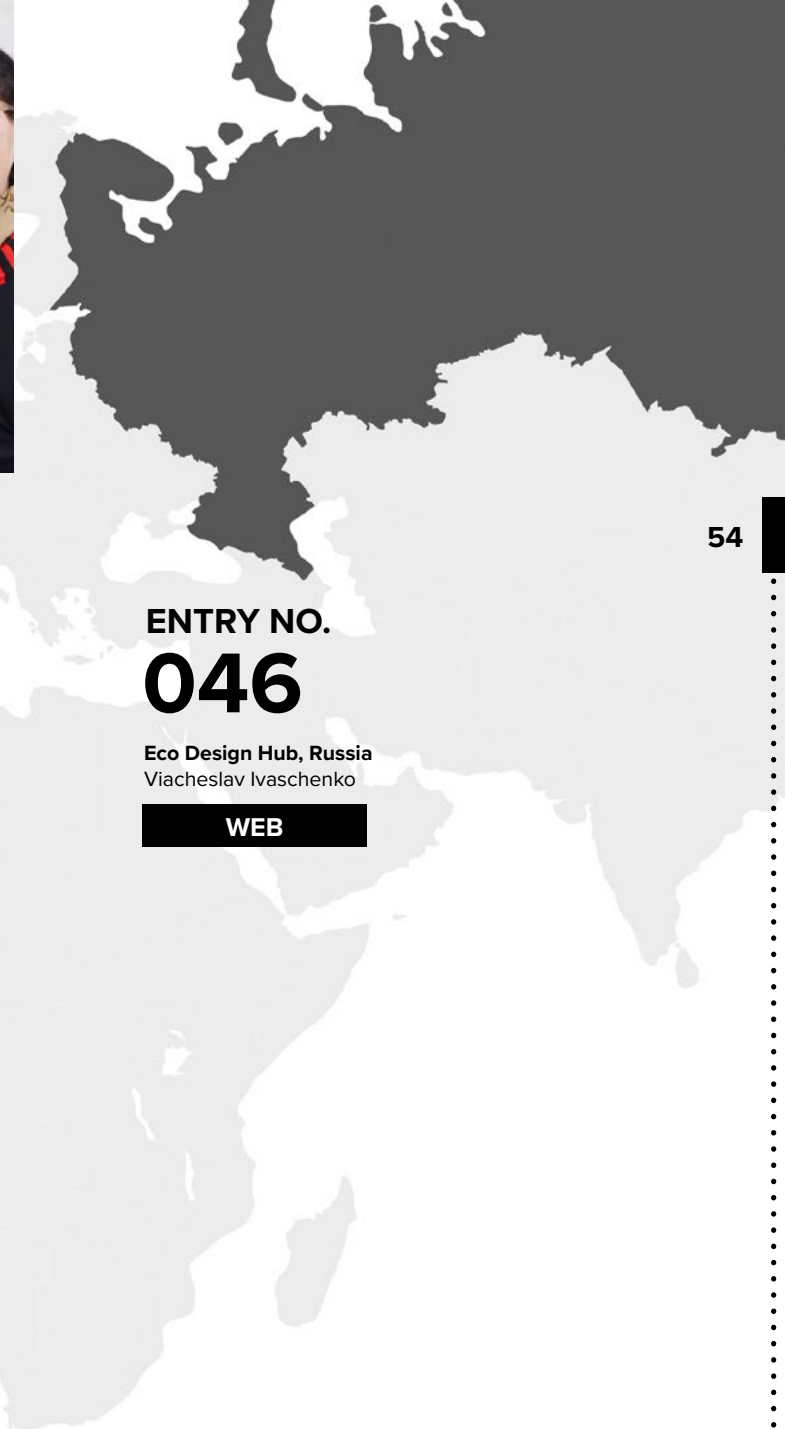 54
ENTRY NO.
046
Eco Design Hub, Russia
Viacheslav Ivaschenko
WEB